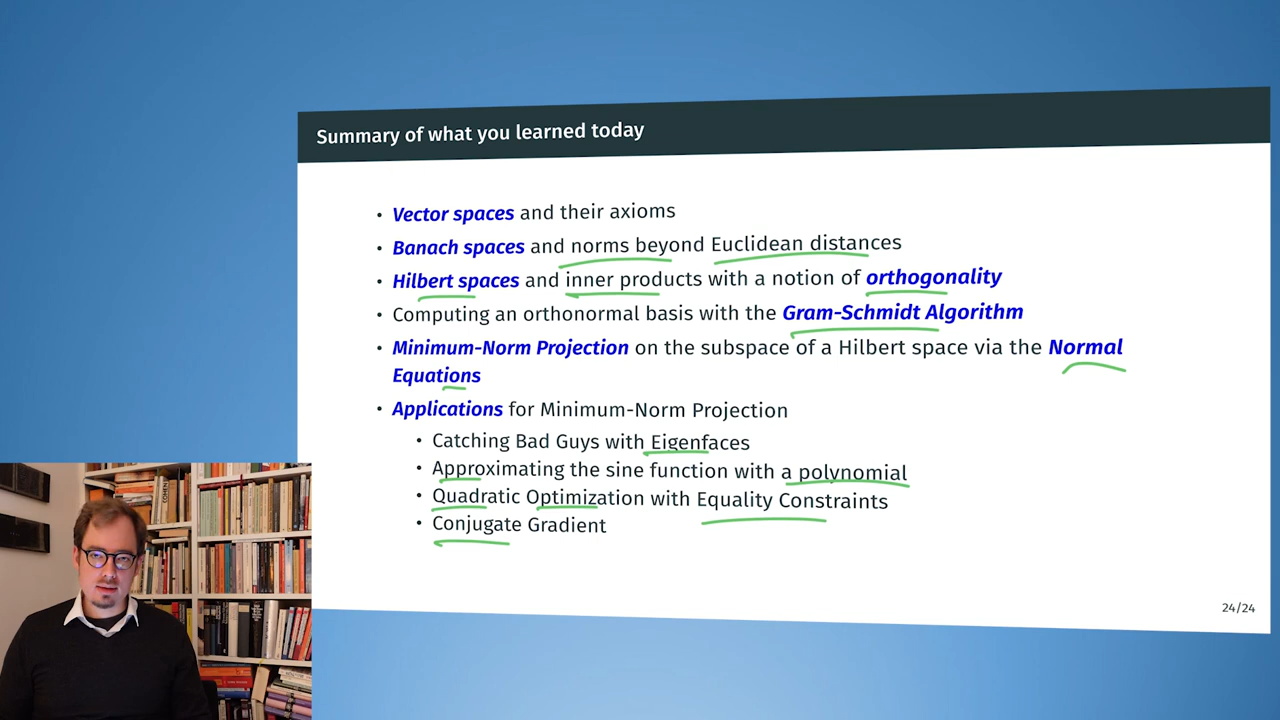 Summary of what you learned today
• Vector spaces and their axioms
• Banach spaces and norms beyond Euclidean distances
• Hilbert spaces and inner products with a notion of orthogonality
• Computing an orthonormal basis with the Gram-Schmidt Algorithm
• Minimum-Norm Projection on the subspace of a Hilbert space via the Normal
Equations
• Applications for Minimum-Norm Projection
• Catching Bad Guys with Eigenfaces
• Approximating the sine function with a polynomial
• Quadratic Optimization with Equality Constraints
• Conjugate Gradient
24/24